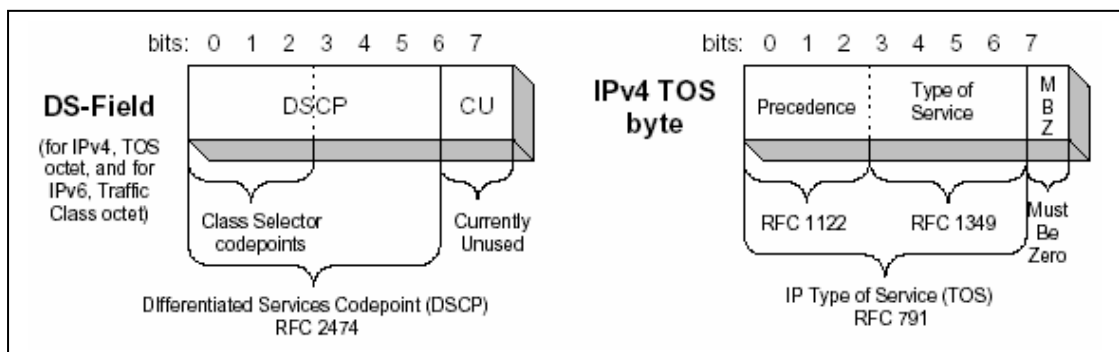 bits: 0 1 2 3 4 5 6 7
DS-Field
(for IPv4, TOS
octet, and for
IPv6, Traffic
Class octet)
DSCP CU
Class Selector
codepoints
Currently
Unused
DIfferentiated Services Codepoint (DSCP)
RFC 2474
bits: 0 1 2 3 4 5 6 7
IPv4 TOS
byte
Precedence
Type of
Service
M
B
Z
RFC 1122
RFC 1349
Must
Be
Zero
IP Type of Service (TOS)
RFC 791